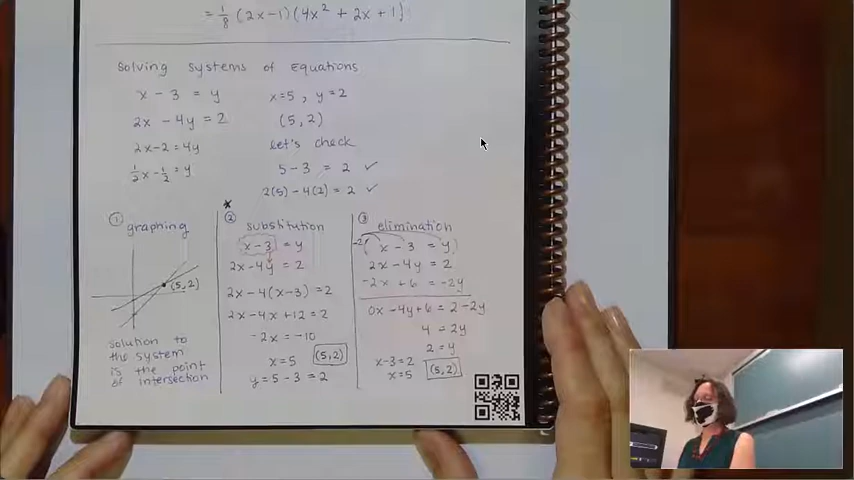 = 1/8 (2x-1)(4x² + 2x + 1)
Solving systems of Equations
x - 3 = y
2x - 4y = 2
2x-2 = 4y
1/2x - 1/2 = y
x=5, y=2
(5,2)
let's check
5-3 = 2 ✓
2(5) - 4(2) = 2 ✓
① graphing
(5,2)
solution to
the system
is the point
of intersection
② substitution
x-3 = y
2x-4y = 2
2x-4(x-3) = 2
2x-4x+12 = 2
-2x = -10
x=5 (5,2)
y=5-3 = 2
③ elimination
-2( x - 3 = y)
2x-4y = 2
-2x + 6 = -2y
0x-4y+6 = 2-2y
4 = 2y
2 = y
x-3=2
x=5 (5,2)